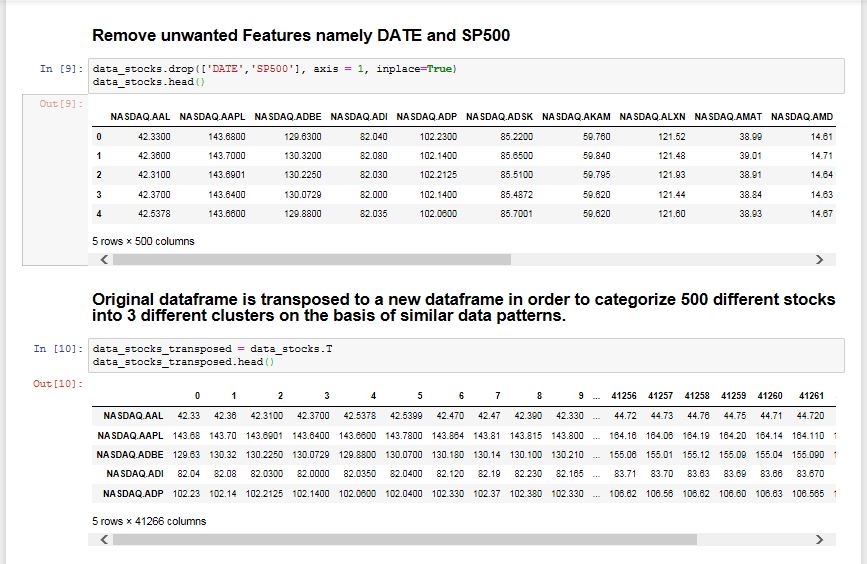 Remove unwanted Features namely DATE and SP500
In [9]: data_stocks.drop(['DATE','SP500'], axis = 1, inplace=True)
data_stocks.head()
Out[9]:
NASDAQ.AAL NASDAQ.AAPL NASDAQ.ADBE NASDAQ.ADI NASDAQ.ADP NASDAQ.ADSK NASDAQ.AKAM NASDAQ.ALXN NASDAQ.AMAT NASDAQ.AMD
0 42.3300 143.6800 129.6300 82.040 102.2300 85.2200 59.760 121.52 38.99 14.61
1 42.3600 143.7000 130.3200 82.080 102.1400 85.6500 59.840 121.48 39.01 14.71
2 42.3100 143.6901 130.2250 82.030 102.2125 85.5100 59.795 121.93 38.91 14.64
3 42.3700 143.6400 130.0729 82.000 102.1400 85.4872 59.620 121.44 38.84 14.63
4 42.5378 143.6600 129.8800 82.035 102.0600 85.7001 59.620 121.60 38.93 14.67
5 rows × 500 columns
Original dataframe is transposed to a new dataframe in order to categorize 500 different stocks
into 3 different clusters on the basis of similar data patterns.
In [10]: data_stocks_transposed = data_stocks.T
data_stocks_transposed.head()
Out[10]:
0 1 2 3 4 5 6 7 8 9 ... 41256 41257 41258 41259 41260 41261
NASDAQ.AAL 42.33 42.36 42.3100 42.3700 42.5378 42.5399 42.470 42.47 42.390 42.330 ... 44.72 44.73 44.76 44.75 44.71 44.720
NASDAQ.AAPL 143.68 143.70 143.6901 143.6400 143.6600 143.7800 143.864 143.81 143.815 143.800 ... 164.16 164.06 164.19 164.20 164.14 164.110
NASDAQ.ADBE 129.63 130.32 130.2250 130.0729 129.8800 130.0700 130.180 130.14 130.100 130.210 ... 155.06 155.01 155.12 155.09 155.04 155.090
NASDAQ.ADI 82.04 82.08 82.0300 82.0000 82.0350 82.0400 82.120 82.19 82.230 82.165 ... 83.71 83.70 83.63 83.69 83.66 83.670
NASDAQ.ADP 102.23 102.14 102.2125 102.1400 102.0600 102.0400 102.330 102.37 102.380 102.330 ... 106.62 106.56 106.62 106.60 106.63 106.565
5 rows × 41266 columns